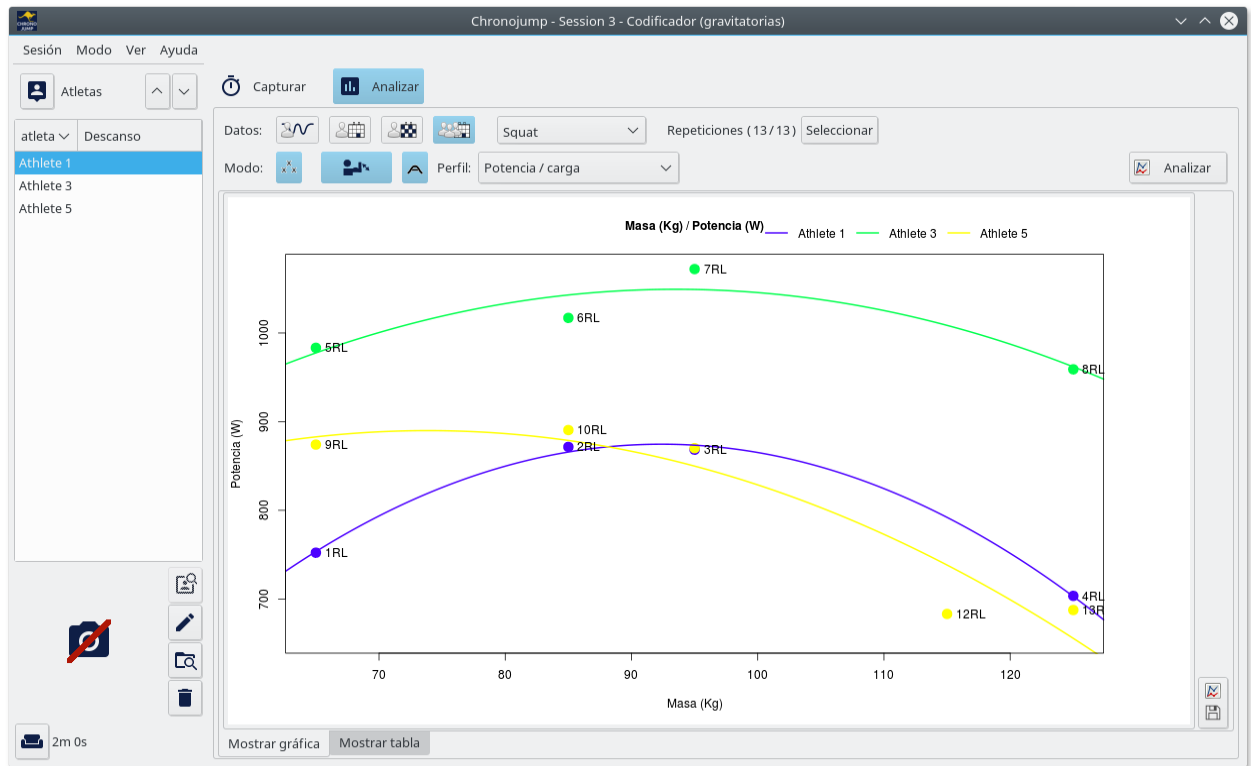 Chronojump - Session 3 - Codificador (gravitatorias)
CHRONO
JUMP
Sesión Modo Ver Ayuda
Atletas
Capturar Analizar
atleta Descanso
Athlete 1
Athlete 3
Athlete 5
Datos: Squat Repeticiones (13/13) Seleccionar
Modo: Perfil: Potencia / carga Analizar
Masa (Kg) / Potencia (W) Athlete 1 Athlete 3 Athlete 5
7RL
6RL
5RL
8RL
10RL
9RL
2RL
3RL
1RL
4RL
13R
12RL
1000
900
800
700
Potencia (W)
70 80 90 100 110 120
Masa (Kg)
2m 0s
Mostrar gráfica Mostrar tabla